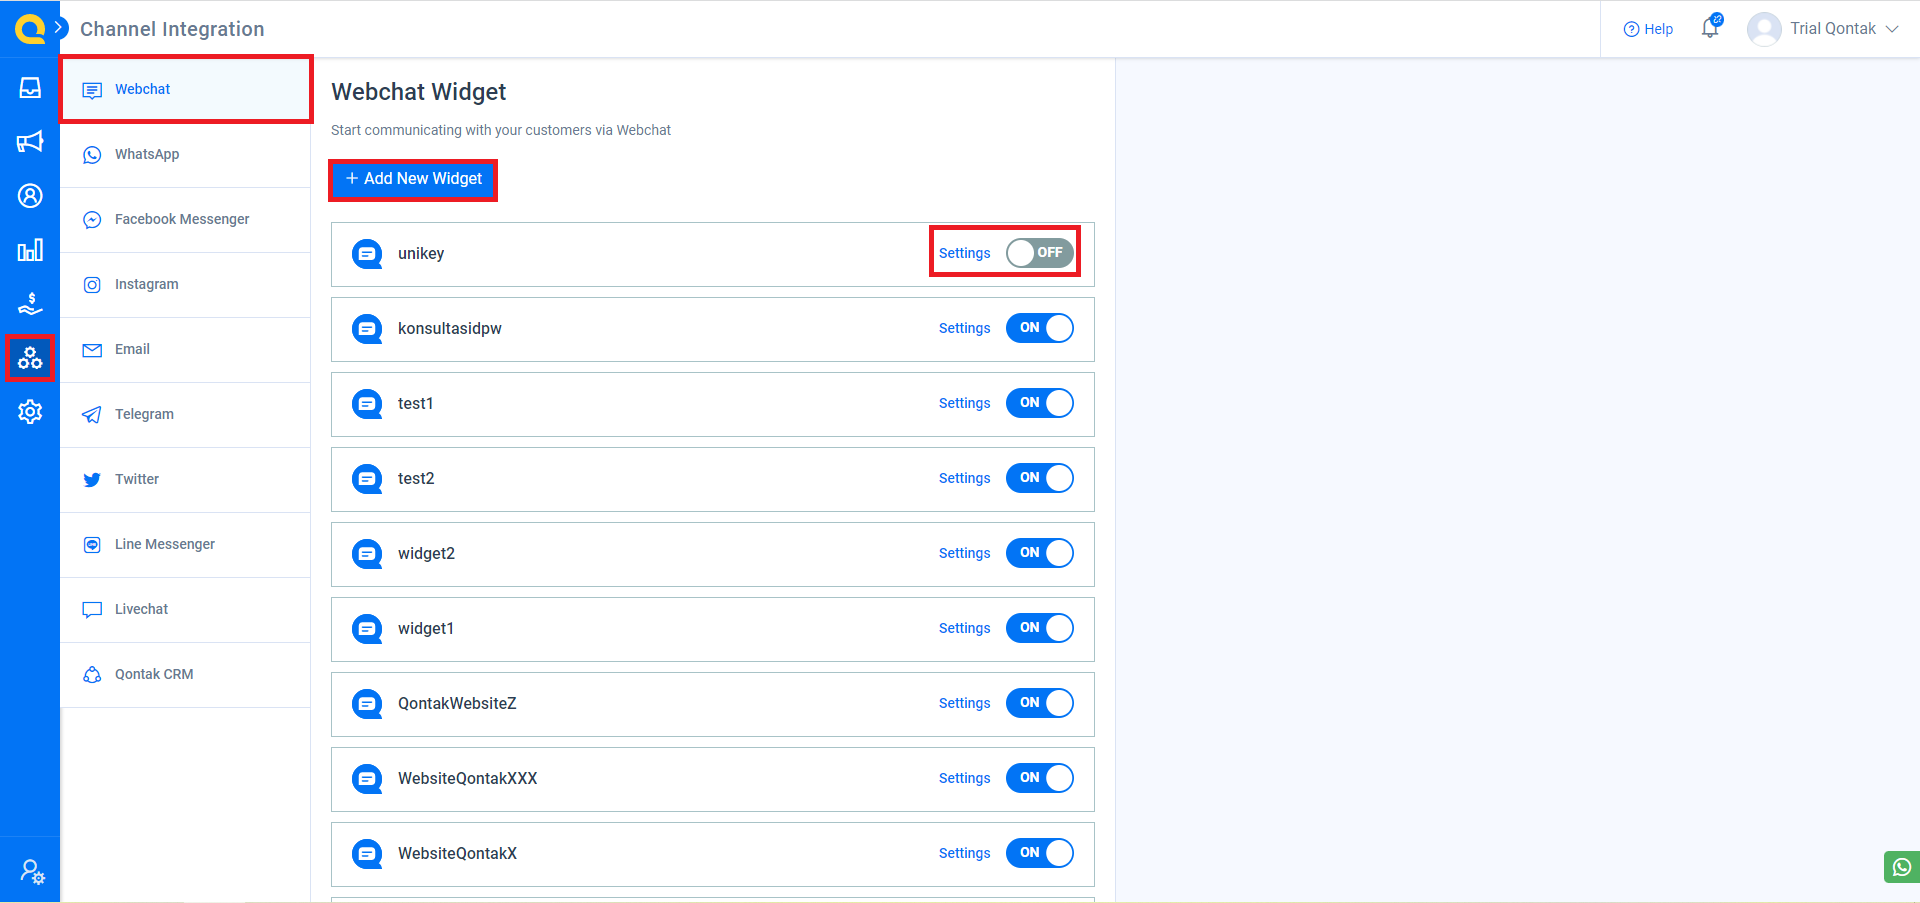 Channel Integration
Help
Trial Qontak
Webchat
WhatsApp
Facebook Messenger
Instagram
Email
Telegram
Twitter
Line Messenger
Livechat
Qontak CRM
Webchat Widget
Start communicating with your customers via Webchat
+ Add New Widget
unikey Settings OFF
konsultasidpw Settings ON
test1 Settings ON
test2 Settings ON
widget2 Settings ON
widget1 Settings ON
QontakWebsiteZ Settings ON
WebsiteQontakXXX Settings ON
WebsiteQontakX Settings ON